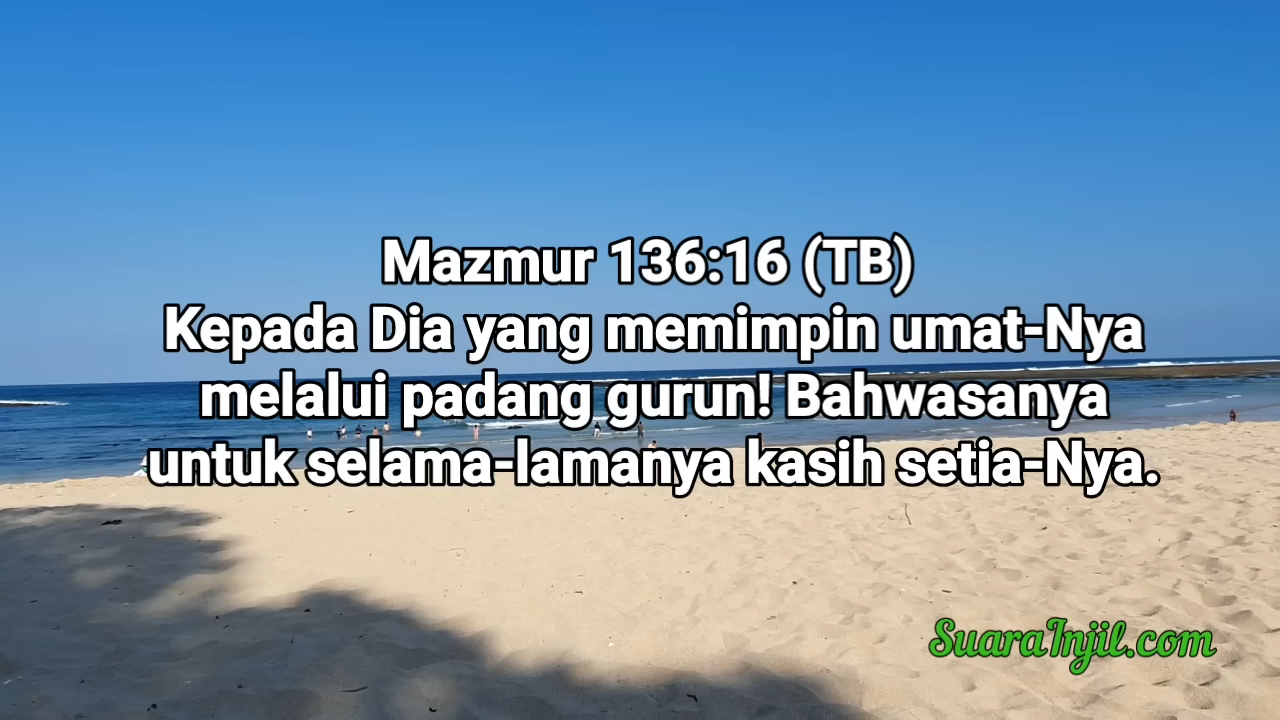 Mazmur 136:16 (TB)
Kepada Dia yang memimpin umat-Nya
melalui padang gurun! Bahwasanya
untuk selama-lamanya kasih setia-Nya.
SuaraInjil.com